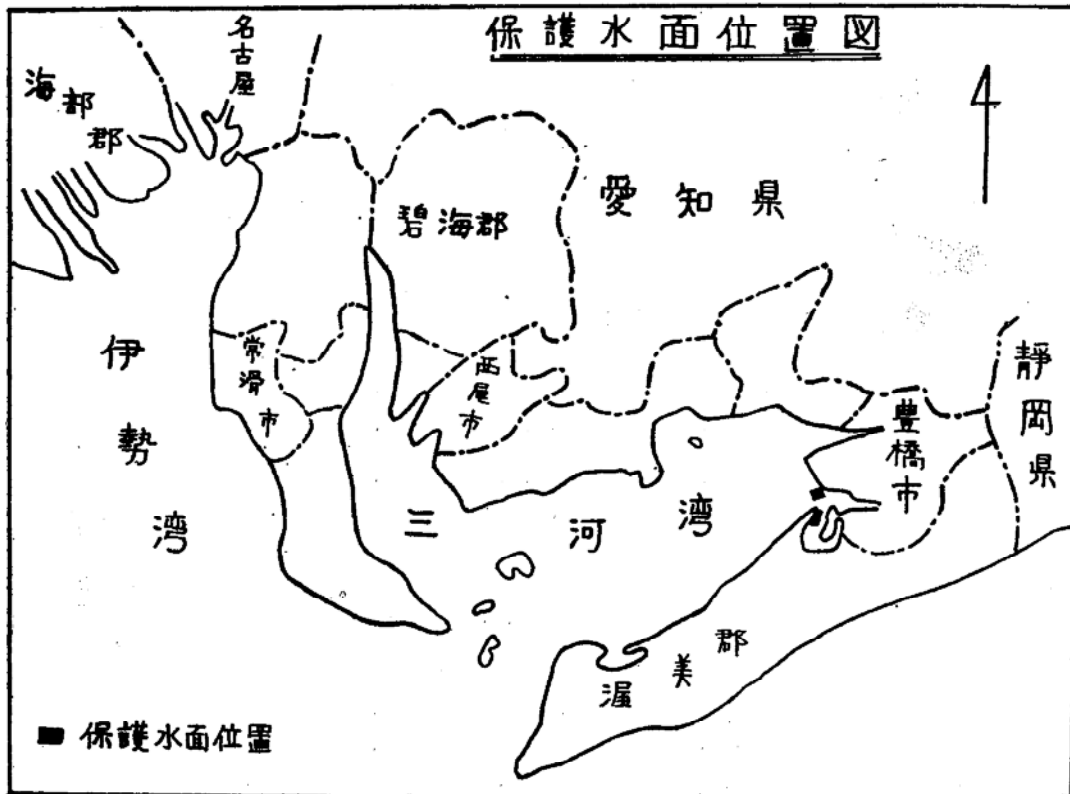 保護水面位置図
名古屋
海部郡
碧海郡
愛知県
伊勢湾
常滑市
西尾市
豊橋市
静岡県
三河湾
渥美郡
保護水面位置